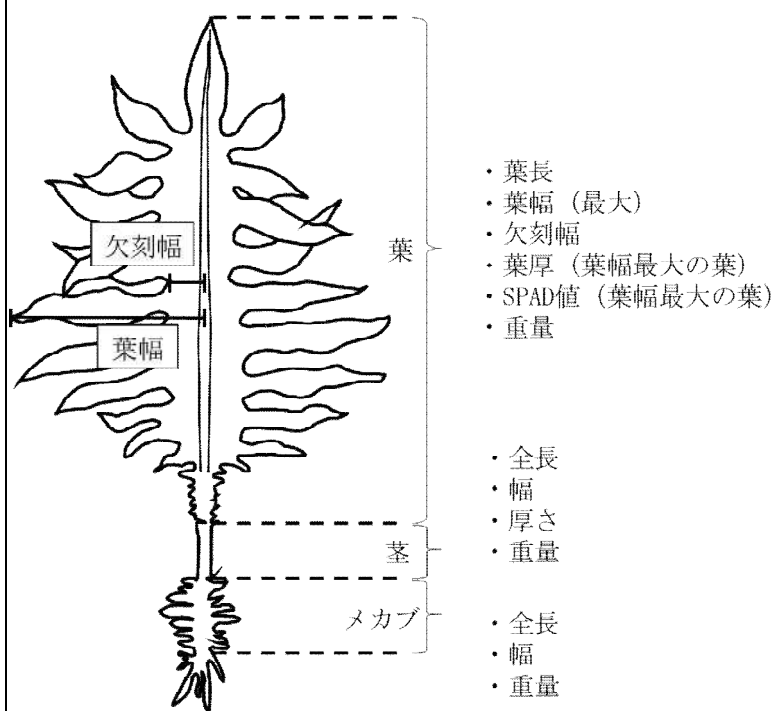 欠刻幅
葉幅
葉
・葉長
・葉幅（最大）
・欠刻幅
・葉厚（葉幅最大の葉）
・SPAD値（葉幅最大の葉）
・重量
茎
・全長
・幅
・厚さ
・重量
メカブ
・全長
・幅
・重量